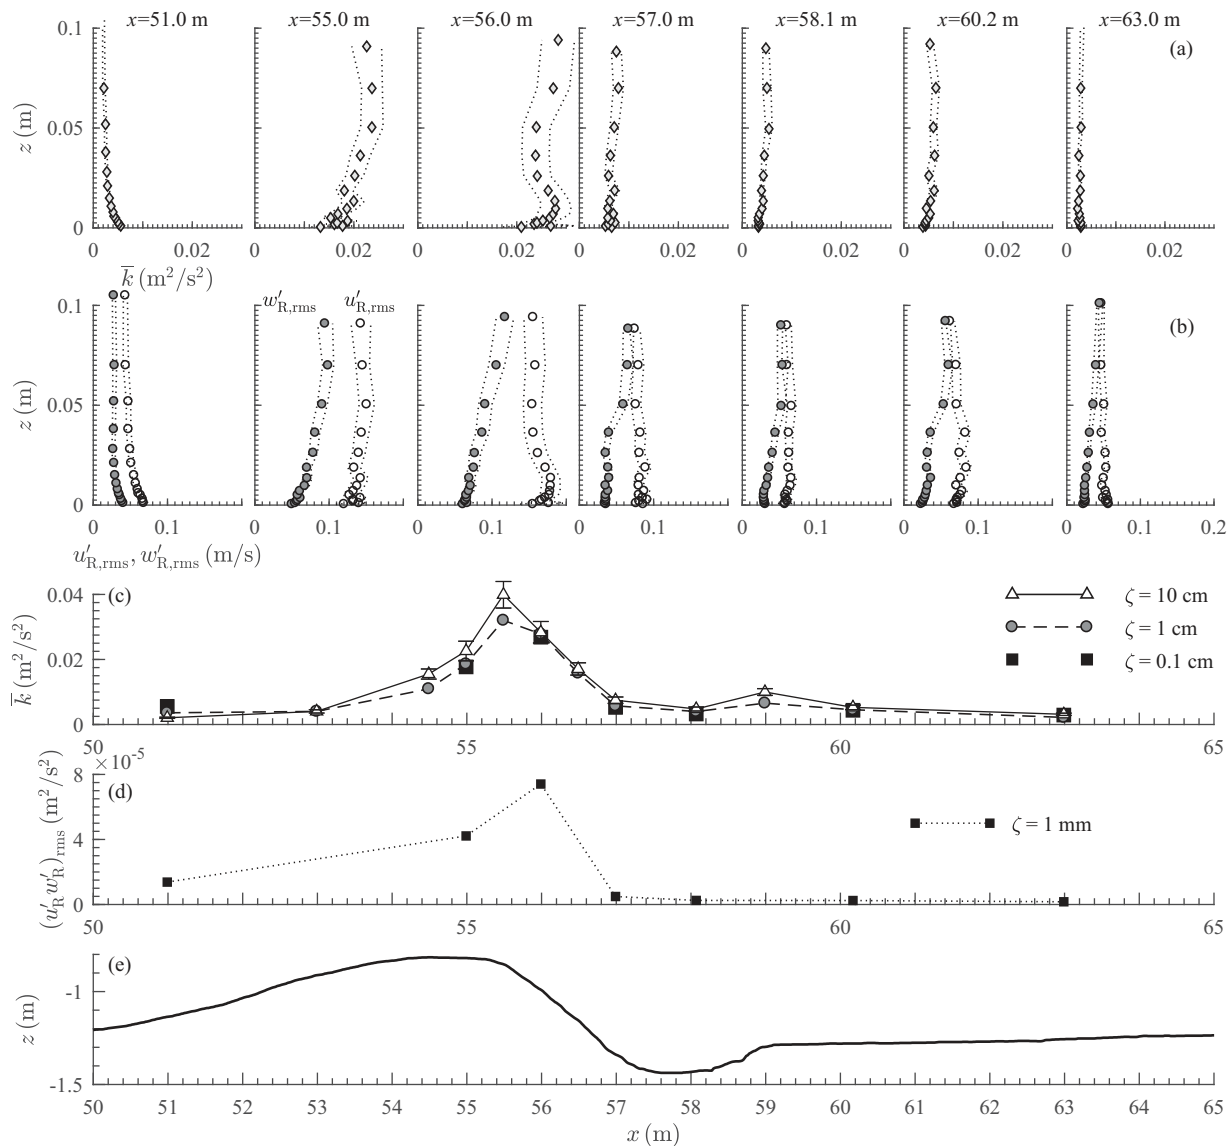 x=51.0 m x=55.0 m x=56.0 m x=57.0 m x=58.1 m x=60.2 m x=63.0 m
0.1
(a)
z (m)
0.05
0
0 0.02 0 0.02 0 0.02 0 0.02 0 0.02 0 0.02 0 0.02
k̅ (m²/s²)
0.1
w′R,rms u′R,rms
(b)
z (m)
0.05
0
0 0.1 0 0.1 0 0.1 0 0.1 0 0.1 0 0.1 0 0.1 0.2
u′R,rms, w′R,rms (m/s)
0.04
(c)
ζ = 10 cm
k̅ (m²/s²)
0.02
ζ = 1 cm
ζ = 0.1 cm
0
50 55 60 65
×10⁻⁵
8
(d)
(u′R w′R)rms (m²/s²)
4
ζ = 1 mm
0
50 55 60 65
(e)
z (m)
-1
-1.5
50 51 52 53 54 55 56 57 58 59 60 61 62 63 64 65
x (m)